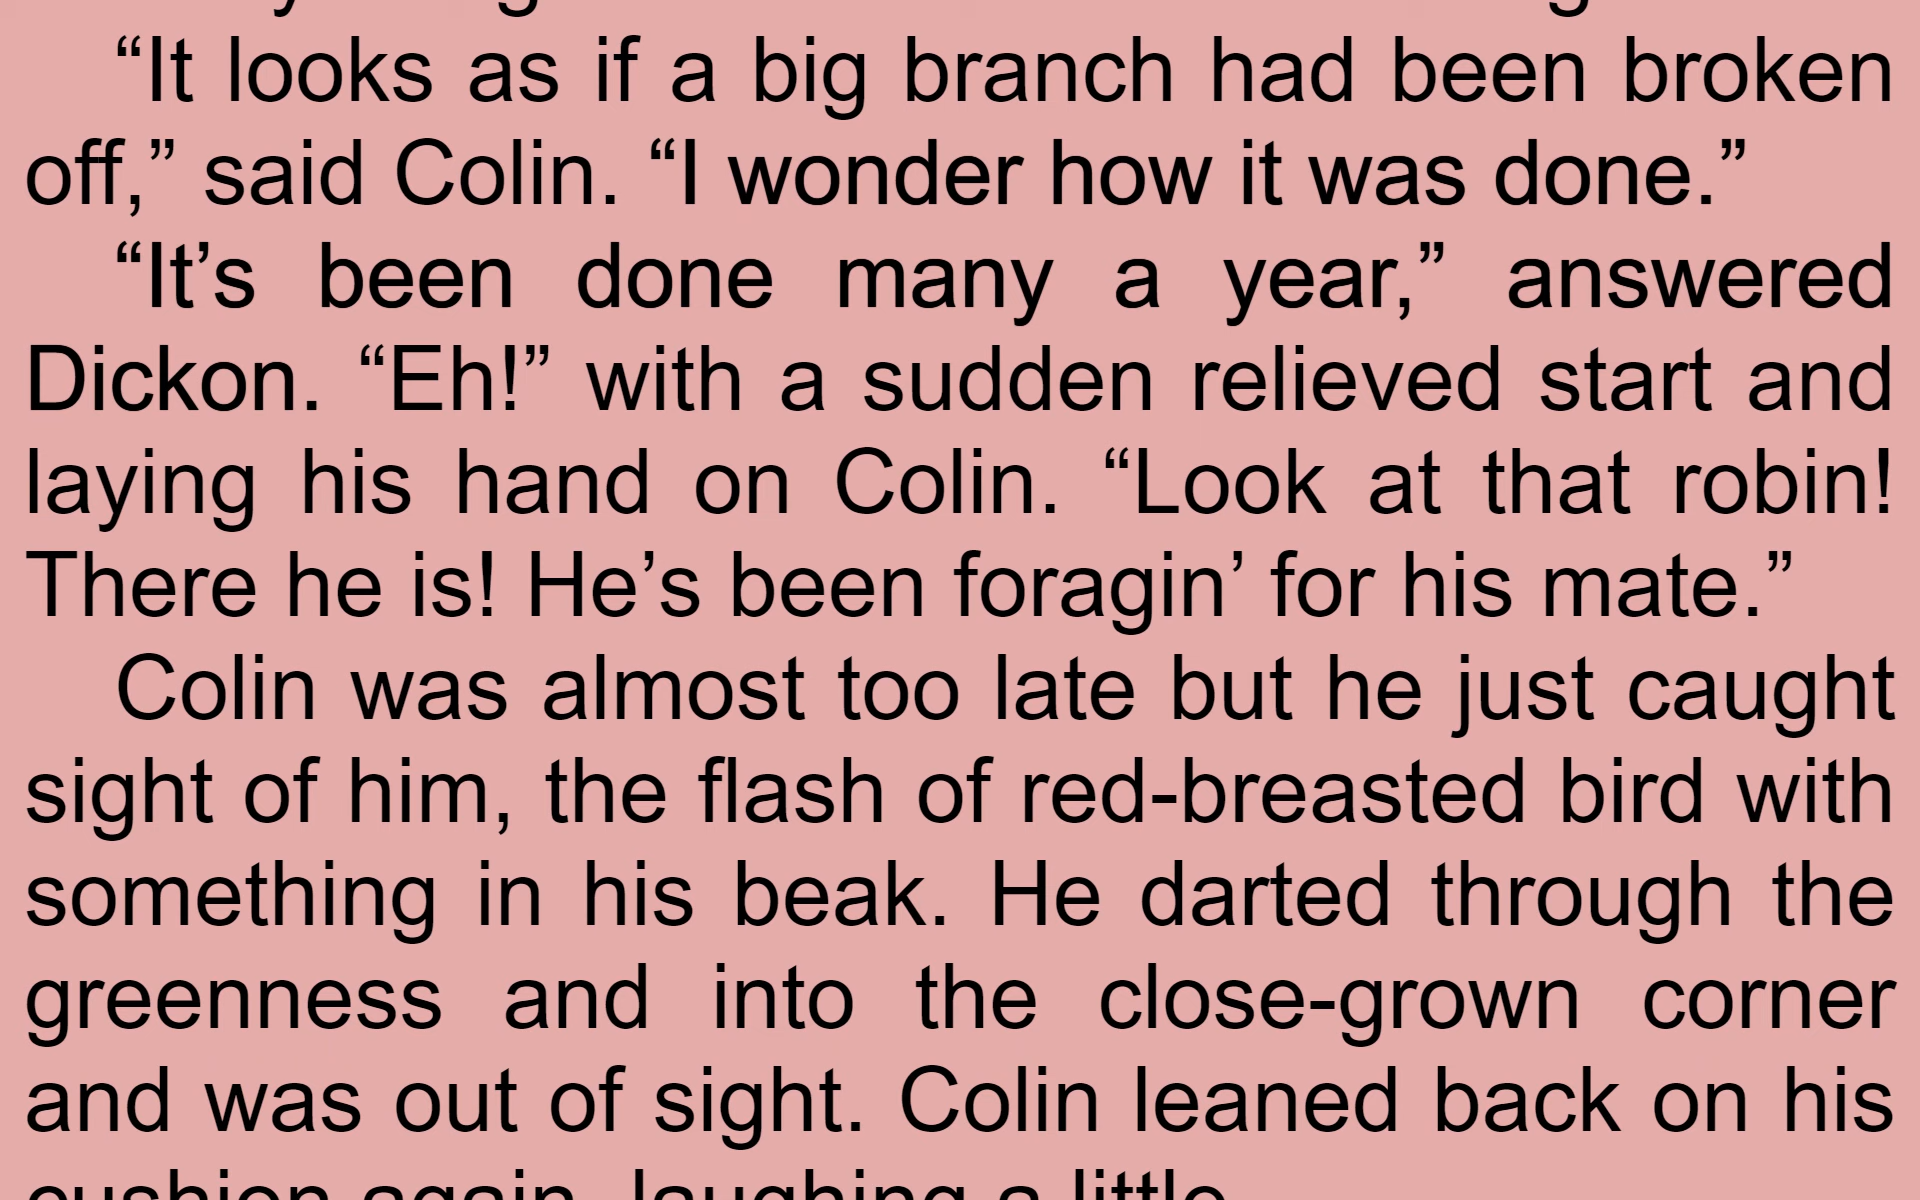 “It looks as if a big branch had been broken
off,” said Colin. “I wonder how it was done.”
“It’s been done many a year,” answered
Dickon. “Eh!” with a sudden relieved start and
laying his hand on Colin. “Look at that robin!
There he is! He’s been foragin’ for his mate.”
Colin was almost too late but he just caught
sight of him, the flash of red-breasted bird with
something in his beak. He darted through the
greenness and into the close-grown corner
and was out of sight. Colin leaned back on his
cushion again, laughing a little.